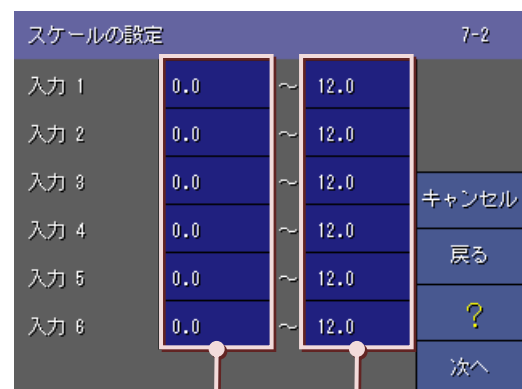 スケールの設定 7-2
入力 1 0.0 ～ 12.0
入力 2 0.0 ～ 12.0
入力 3 0.0 ～ 12.0
入力 4 0.0 ～ 12.0
入力 5 0.0 ～ 12.0
入力 6 0.0 ～ 12.0
キャンセル
戻る
?
次へ